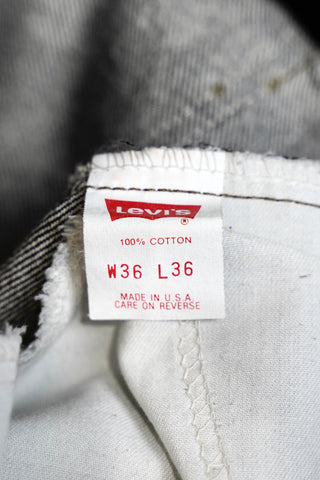 Levi's
®
100% COTTON
W36 L36
MADE IN U.S.A.
CARE ON REVERSE